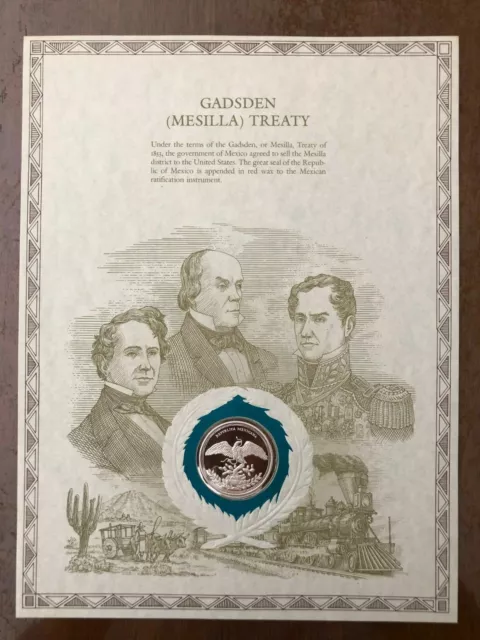 GADSDEN
(MESILLA) TREATY
Under the terms of the Gadsden, or Mesilla, Treaty of
1853, the government of Mexico agreed to sell the Mesilla
district to the United States. The great seal of the Repub-
lic of Mexico is appended in red wax to the Mexican
ratification instrument.
REPUBLICA MEXICANA